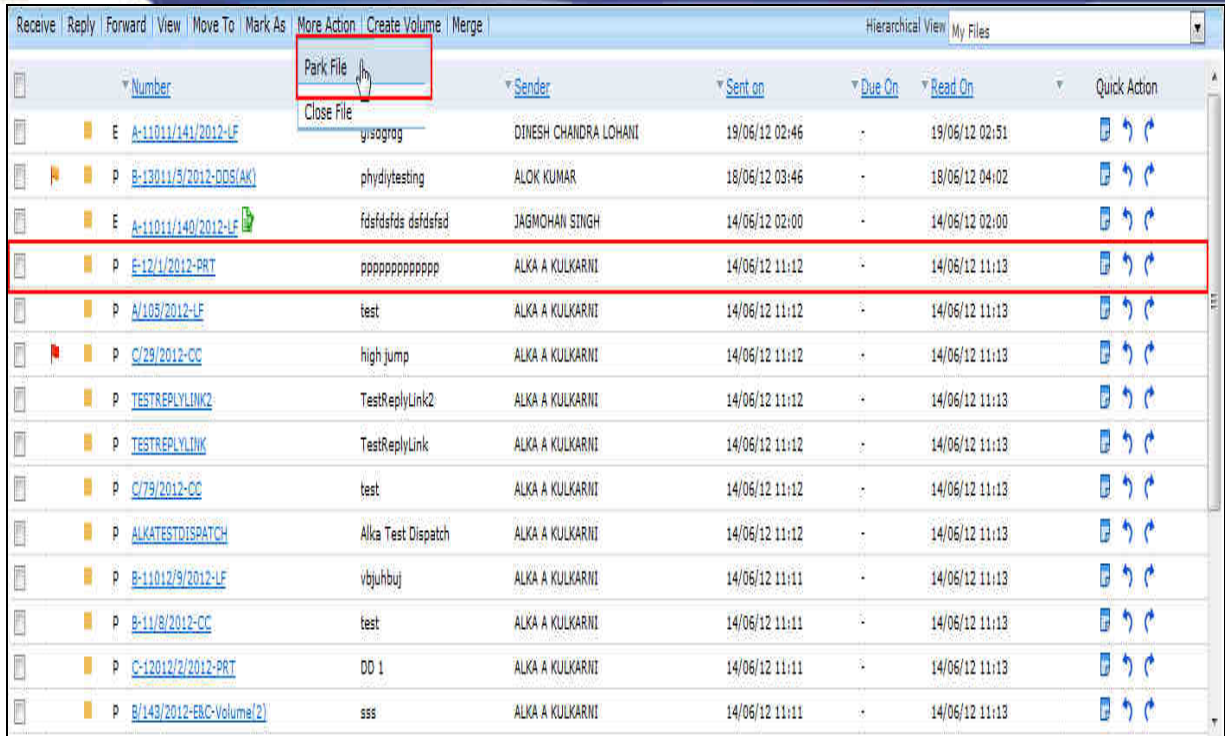 Receive | Reply | Forward | View | Move To | Mark As | More Action | Create Volume | Merge | Hierarchical View My Files
Park File
Close File
Number Sender Sent on Due On Read On Quick Action
E A-11011/141/2012-LF DINESH CHANDRA LOHANI 19/06/12 02:46 - 19/06/12 02:51
P B-13011/5/2012-DDS(AK) phydiytesting ALOK KUMAR 18/06/12 03:46 - 18/06/12 04:02
E A-11011/140/2012-LF fdsfdsfds dsfdsfsd JAGMOHAN SINGH 14/06/12 02:00 - 14/06/12 02:00
P E-12/1/2012-PRT ppppppppppppp ALKA A KULKARNI 14/06/12 11:12 - 14/06/12 11:13
P A/105/2012-LF test ALKA A KULKARNI 14/06/12 11:12 - 14/06/12 11:13
P C/29/2012-CC high jump ALKA A KULKARNI 14/06/12 11:12 - 14/06/12 11:13
P TESTREPLYLINK2 TestReplyLink2 ALKA A KULKARNI 14/06/12 11:12 - 14/06/12 11:13
P TESTREPLYLINK TestReplyLink ALKA A KULKARNI 14/06/12 11:12 - 14/06/12 11:13
P C/79/2012-CC test ALKA A KULKARNI 14/06/12 11:12 - 14/06/12 11:13
P ALKATESTDISPATCH Alka Test Dispatch ALKA A KULKARNI 14/06/12 11:12 - 14/06/12 11:13
P B-11012/9/2012-LF vbjuhbuj ALKA A KULKARNI 14/06/12 11:11 - 14/06/12 11:13
P B-11/8/2012-CC test ALKA A KULKARNI 14/06/12 11:11 - 14/06/12 11:13
P C-12012/2/2012-PRT DD 1 ALKA A KULKARNI 14/06/12 11:11 - 14/06/12 11:13
P B/143/2012-E&C-Volume(2) sss ALKA A KULKARNI 14/06/12 11:11 - 14/06/12 11:13